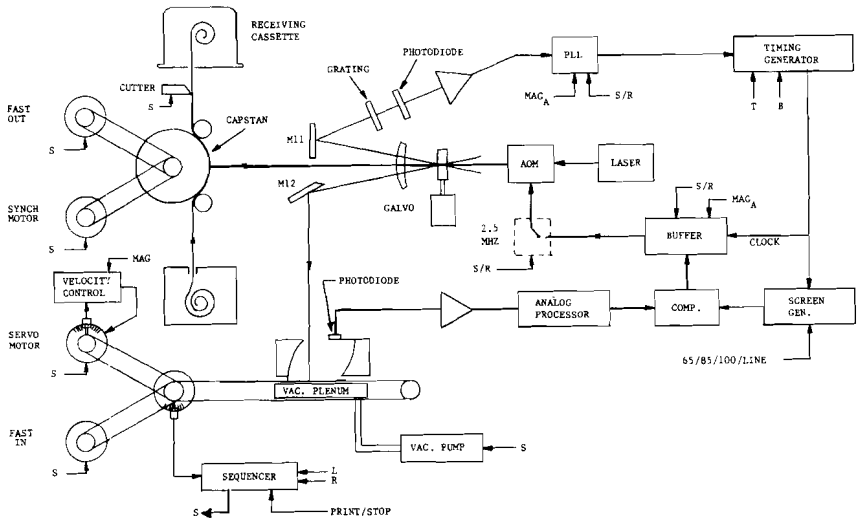 RECEIVING
CASSETTE
CUTTER
S
FAST
OUT
S
CAPSTAN
SYNCH
MOTOR
S
GRATING
PHOTODIODE
M11
M12
GALVO
PLL
MAG_A
S/R
TIMING
GENERATOR
T
B
AOM
LASER
2.5
MHZ
S/R
S/R
MAG_A
BUFFER
CLOCK
MAG
VELOCITY
CONTROL
SERVO
MOTOR
S
PHOTODIODE
ANALOG
PROCESSOR
COMP.
SCREEN
GEN.
65/85/100/LINE
VAC. PLENUM
FAST
IN
S
VAC. PUMP
S
SEQUENCER
L
R
S
PRINT/STOP